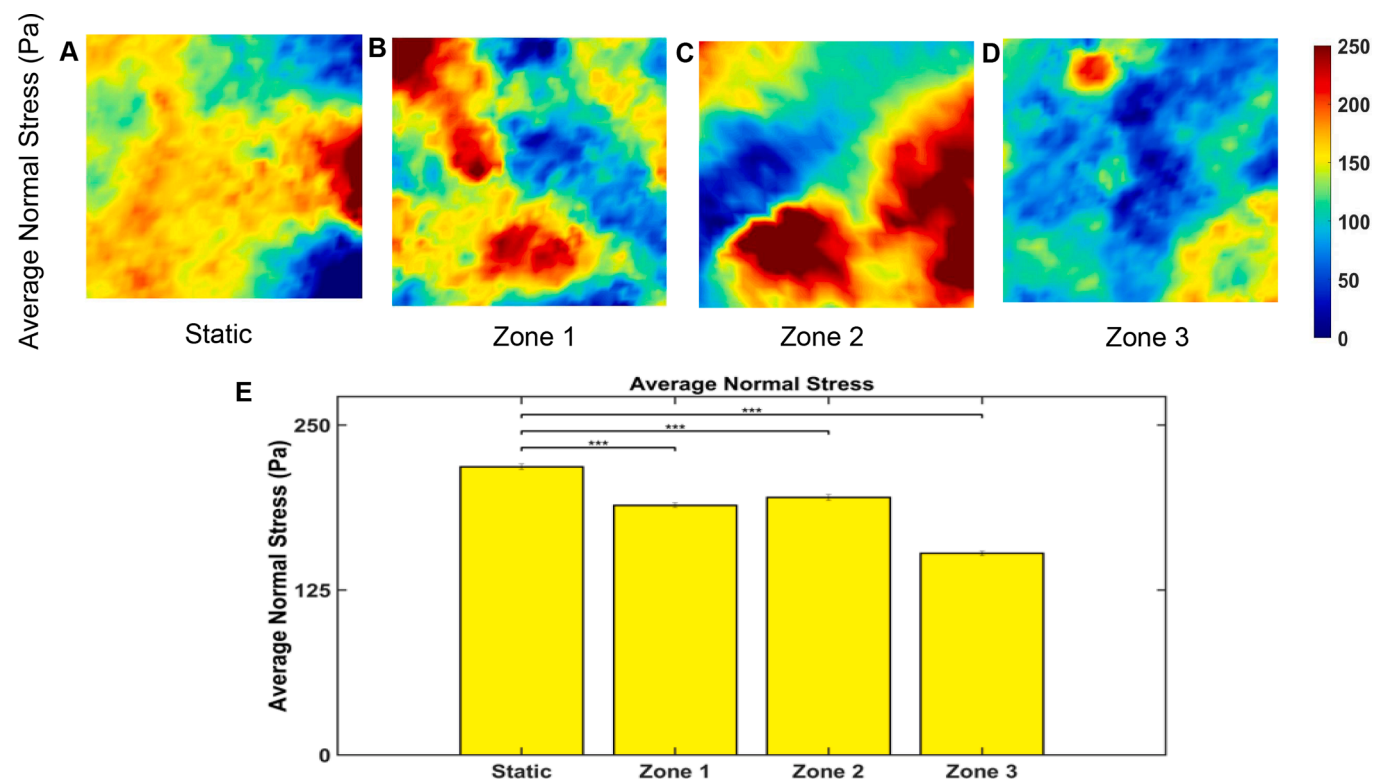 Average Normal Stress (Pa)
A
B
C
D
250
200
150
100
50
0
Static
Zone 1
Zone 2
Zone 3
E
Average Normal Stress
Average Normal Stress (Pa)
250
125
0
***
***
***
Static
Zone 1
Zone 2
Zone 3